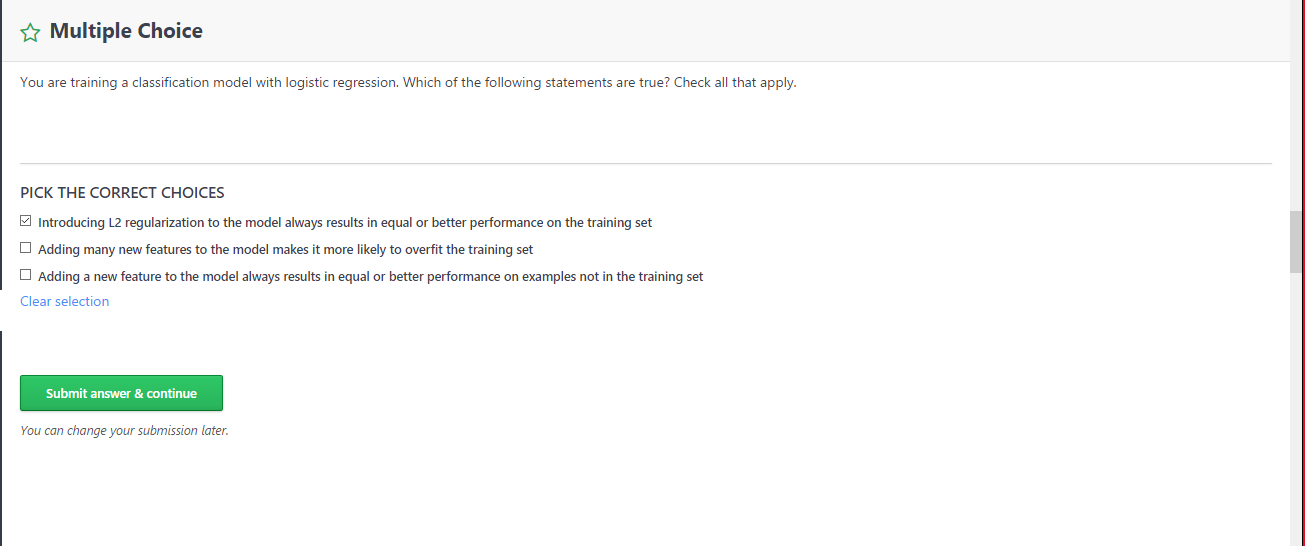 Multiple Choice
You are training a classification model with logistic regression. Which of the following statements are true? Check all that apply.
PICK THE CORRECT CHOICES
Introducing L2 regularization to the model always results in equal or better performance on the training set
Adding many new features to the model makes it more likely to overfit the training set
Adding a new feature to the model always results in equal or better performance on examples not in the training set
Clear selection
Submit answer & continue
You can change your submission later.